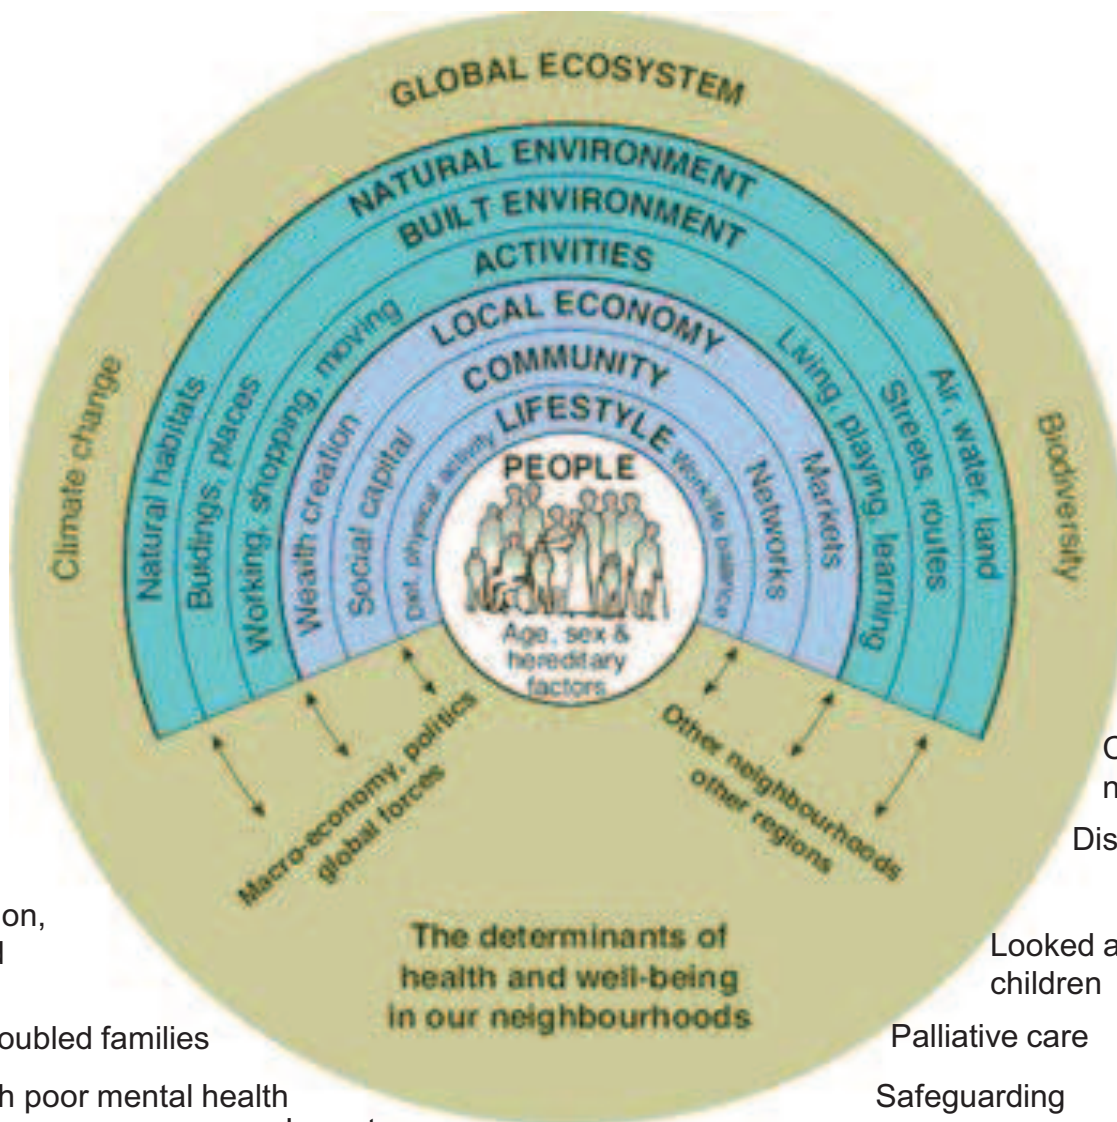 GLOBAL ECOSYSTEM
NATURAL ENVIRONMENT
BUILT ENVIRONMENT
ACTIVITIES
LOCAL ECONOMY
COMMUNITY
LIFESTYLE
PEOPLE
Age, sex &
hereditary
factors
Climate change
Natural habitats
Buildings, places
Working, shopping, moving
Wealth creation
Social capital
Diet, physical activity
Work/life balance
Networks
Markets
Living, playing, learning
Streets, routes
Air, water, land
Biodiversity
Macro-economy, politics
global forces
Other neighbourhoods
other regions
The determinants of
health and well-being
in our neighbourhoods
on,
oubled families
h poor mental health
C
n
Dis
Looked a
children
Palliative care
Safeguarding